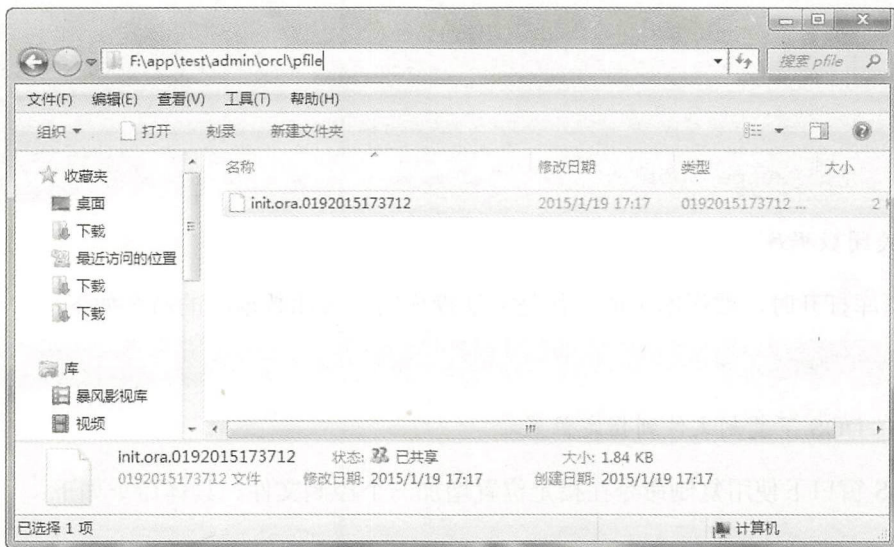 F:\app\test\admin\orcl\pfile
搜索 pfile
文件(F) 编辑(E) 查看(V) 工具(T) 帮助(H)
组织 打开 刻录 新建文件夹
名称 修改日期 类型 大小
init.ora.0192015173712 2015/1/19 17:17 0192015173712 ... 2
收藏夹
桌面
下载
最近访问的位置
下载
下载
库
暴风影视库
视频
init.ora.0192015173712 状态: 已共享 大小: 1.84 KB
0192015173712 文件 修改日期: 2015/1/19 17:17 创建日期: 2015/1/19 17:17
已选择 1 项 计算机